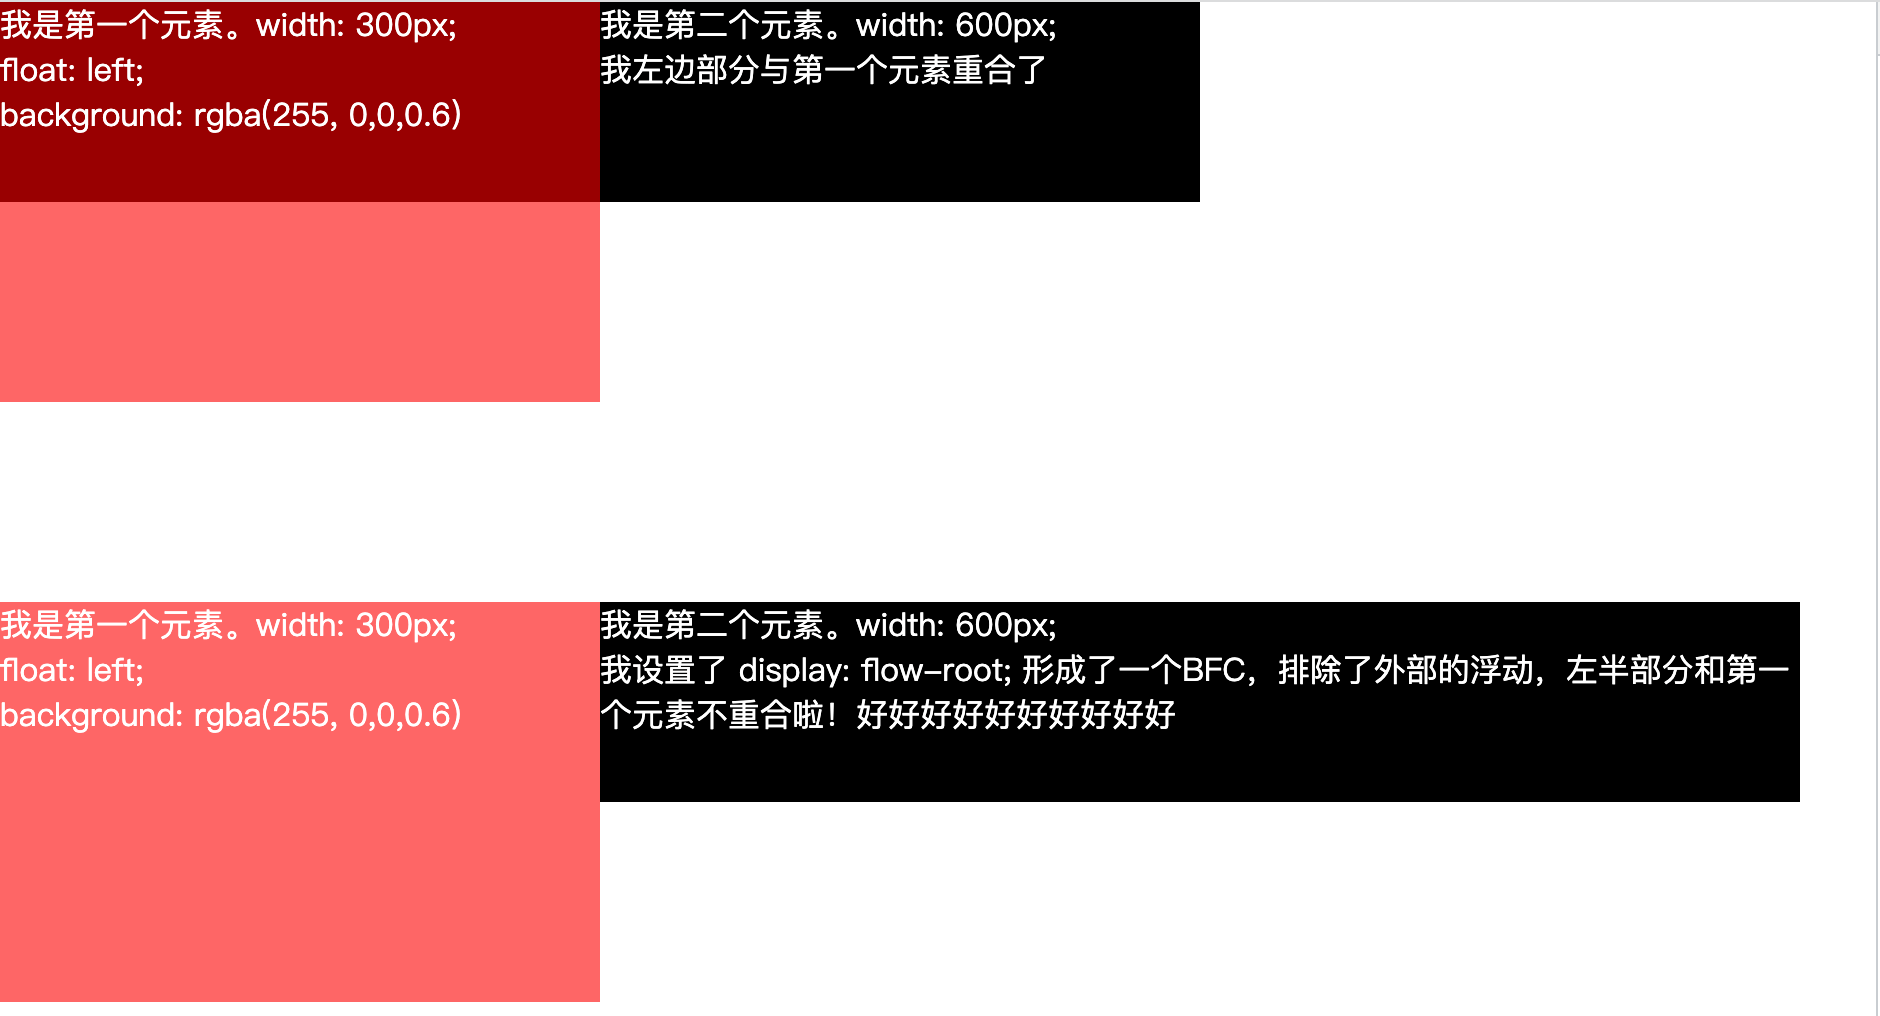 我是第一个元素。width: 300px;
float: left;
background: rgba(255, 0,0,0.6)
我是第二个元素。width: 600px;
我左边部分与第一个元素重合了
我是第一个元素。width: 300px;
float: left;
background: rgba(255, 0,0,0.6)
我是第二个元素。width: 600px;
我设置了 display: flow-root; 形成了一个BFC，排除了外部的浮动，左半部分和第一
个元素不重合啦！好好好好好好好好好好